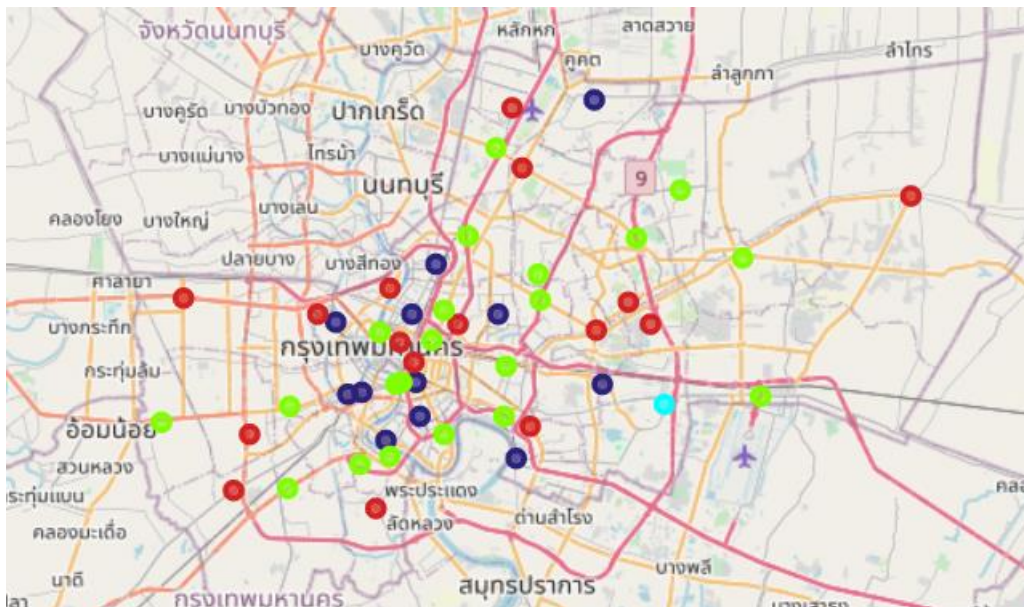 จังหวัดนนทบุรี
หลักหก
ลาดสวาย
บางคูวัด
คูคต
ลำลูกกา
ลำไทร
บางคูรัด
บางบัวทอง
ปากเกร็ด
บางแม่นาง
ไทรม้า
9
นนทบุรี
คลองโยง
บางใหญ่
บางเลน
ปลายบาง
บางสีทอง
ศาลายา
บางกระทึก
กรุงเทพมหานคร
กระทุ่มล้ม
อ้อมน้อย
สวนหลวง
คลองมะเดื่อ
พระประแดง
ลัดหลวง
ด่านสำโรง
นาดี
สมุทรปราการ
บางพลี
กรุงเทพมหานคร